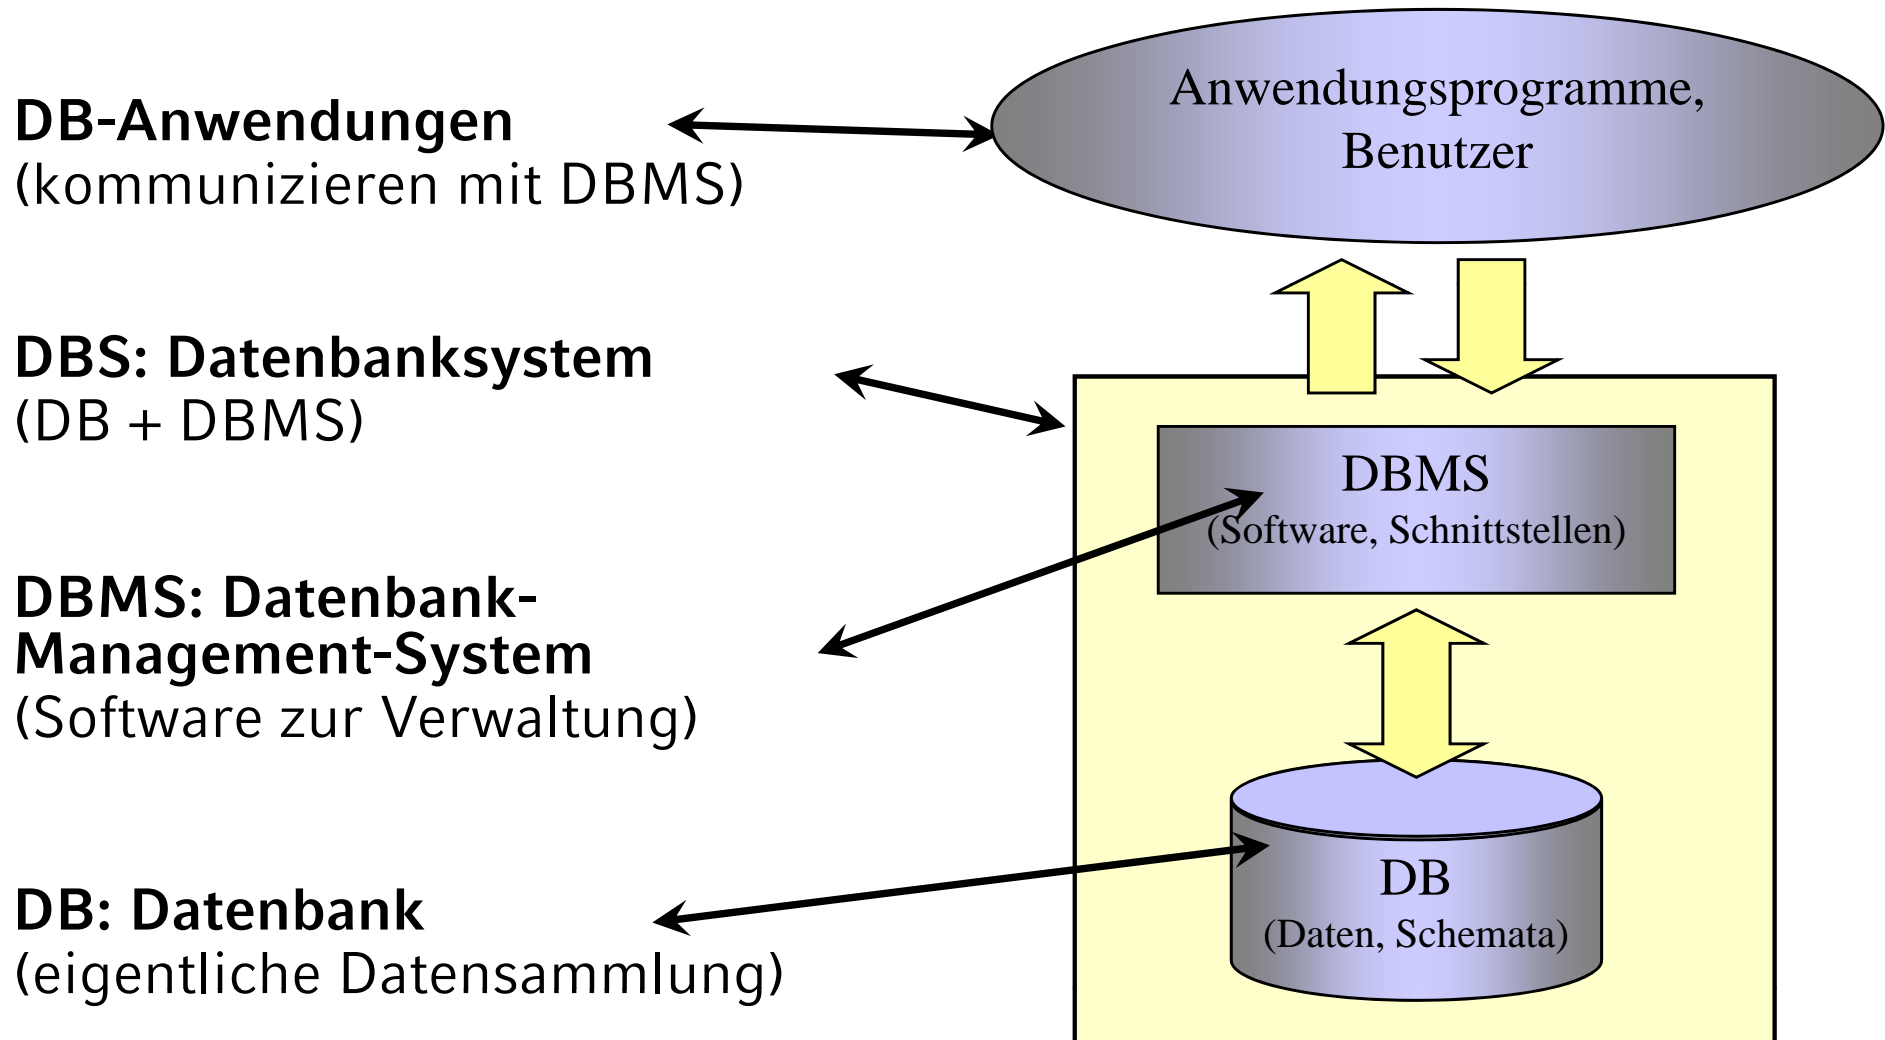 DB-Anwendungen
(kommunizieren mit DBMS)
DBS: Datenbanksystem
(DB + DBMS)
DBMS: Datenbank-
Management-System
(Software zur Verwaltung)
DB: Datenbank
(eigentliche Datensammlung)
Anwendungsprogramme,
Benutzer
DBMS
(Software, Schnittstellen)
DB
(Daten, Schemata)